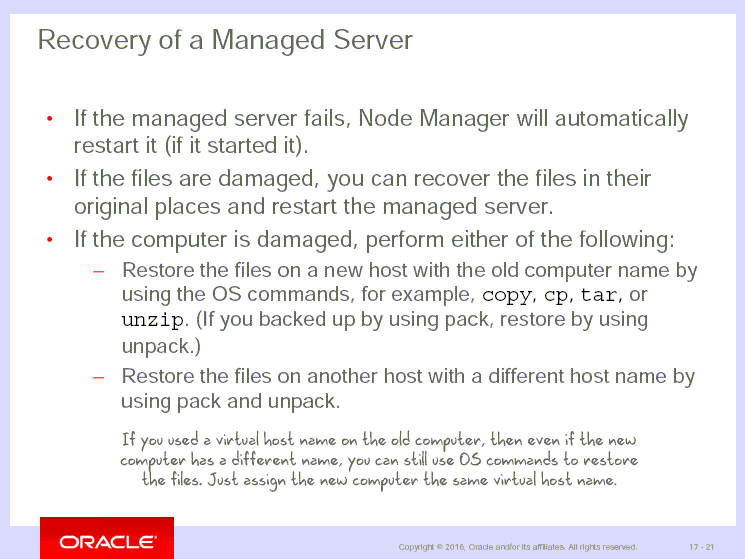 Recovery of a Managed Server
• If the managed server fails, Node Manager will automatically
restart it (if it started it).
• If the files are damaged, you can recover the files in their
original places and restart the managed server.
• If the computer is damaged, perform either of the following:
– Restore the files on a new host with the old computer name by
using the OS commands, for example, copy, cp, tar, or
unzip. (If you backed up by using pack, restore by using
unpack.)
– Restore the files on another host with a different host name by
using pack and unpack.
If you used a virtual host name on the old computer, then even if the new
computer has a different name, you can still use OS commands to restore
the files. Just assign the new computer the same virtual host name.
ORACLE®
Copyright © 2016, Oracle and/or its affiliates. All rights reserved.
17 - 21